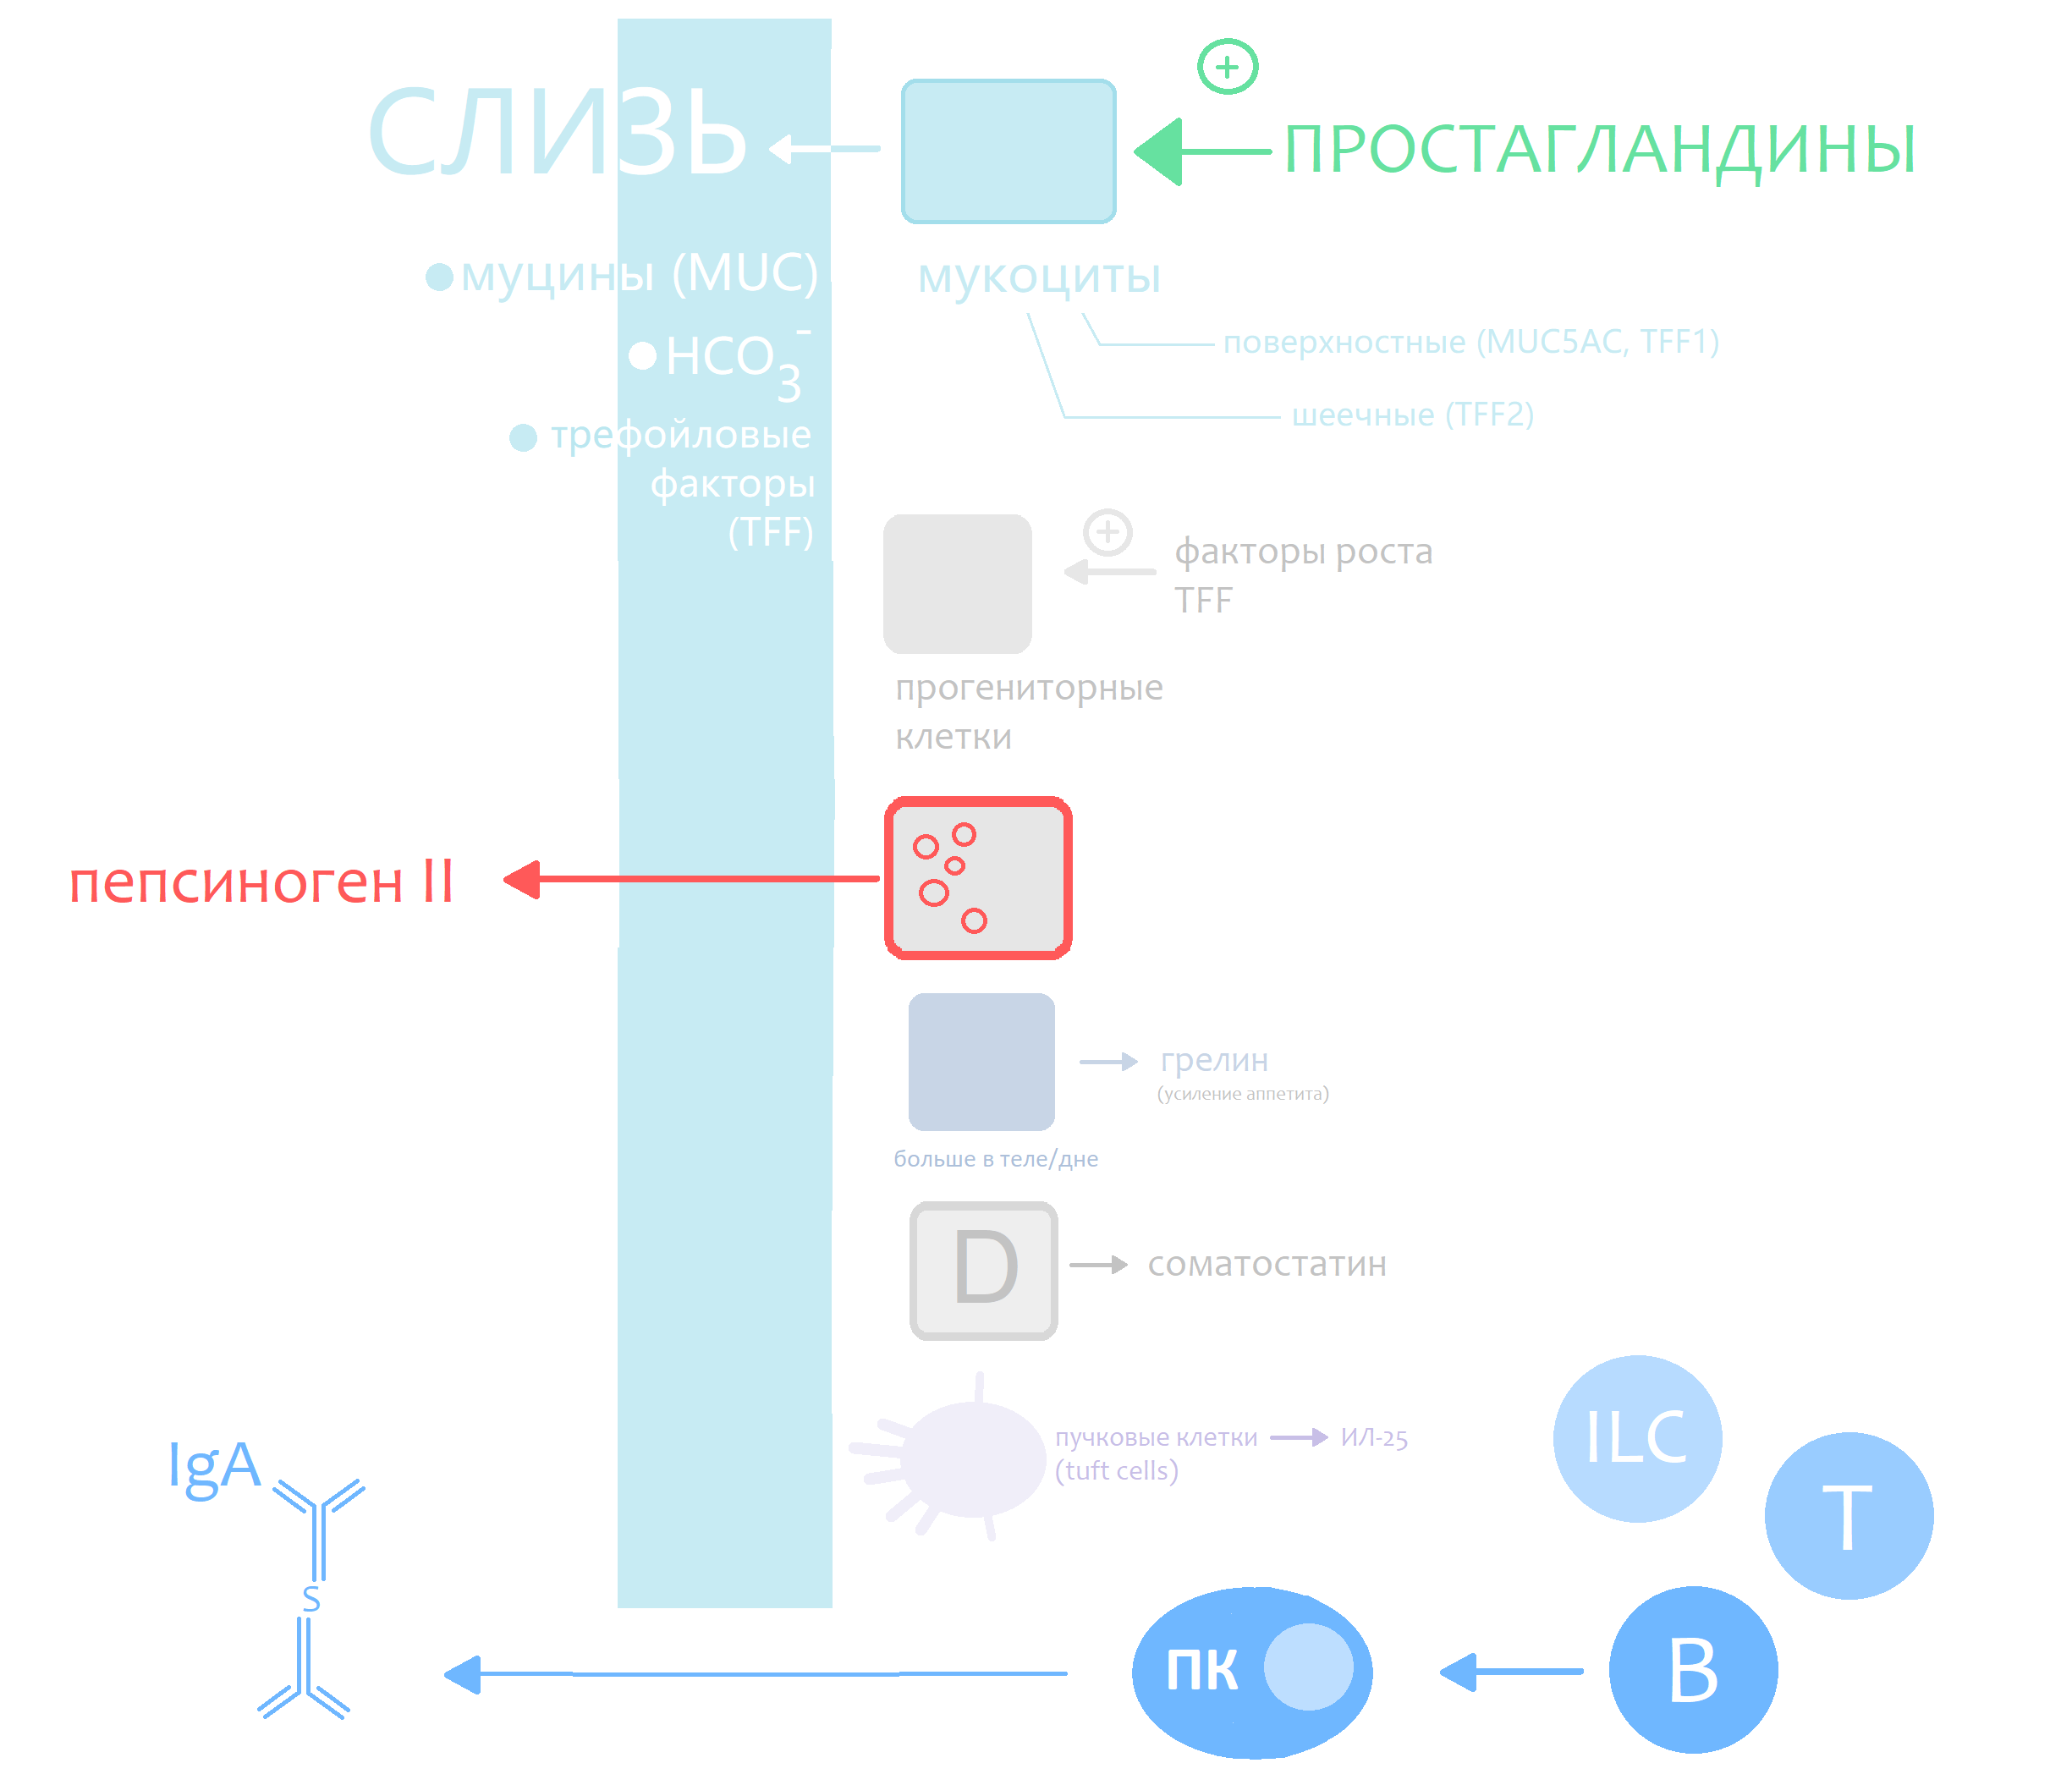 СЛИЗЬ
+
ПРОСТАГЛАНДИНЫ
муцины (MUC)
HCO3-
трефойловые
факторы
(TFF)
мукоциты
поверхностные (MUC5AC, TFF1)
шеечные (TFF2)
+
факторы роста
TFF
прогениторные
клетки
пепсиноген II
грелин
(усиление аппетита)
больше в теле/дне
D
соматостатин
пучковые клетки
(tuft cells)
ИЛ-25
ILC
T
IgA
S
ПК
B